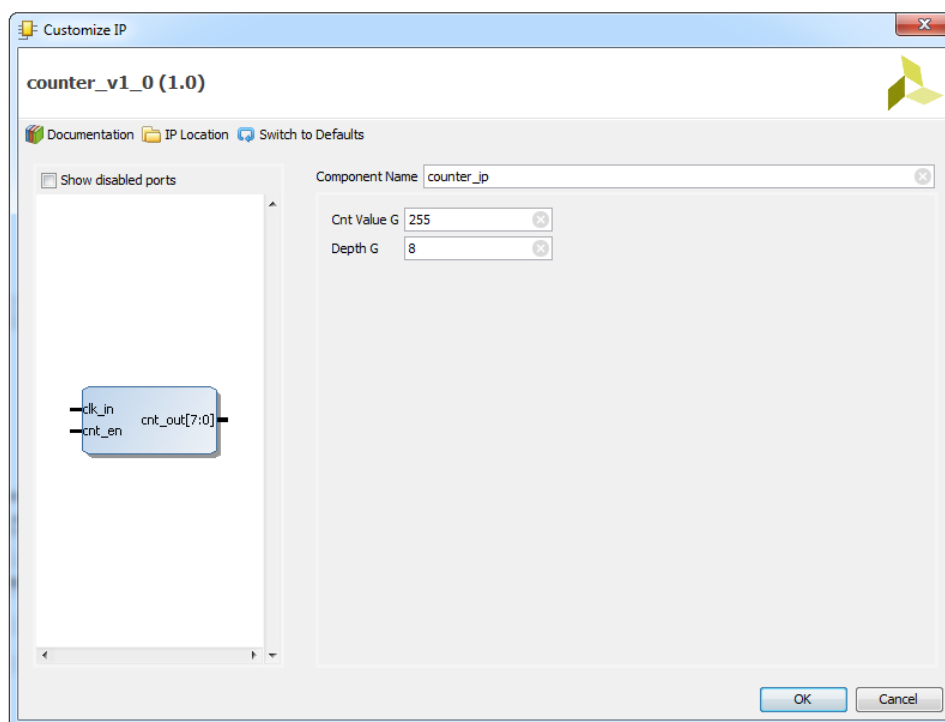 Customize IP
counter_v1_0 (1.0)
Documentation IP Location Switch to Defaults
Show disabled ports
Component Name counter_ip
Cnt Value G 255
Depth G 8
clk_in
cnt_en
cnt_out[7:0]
OK Cancel